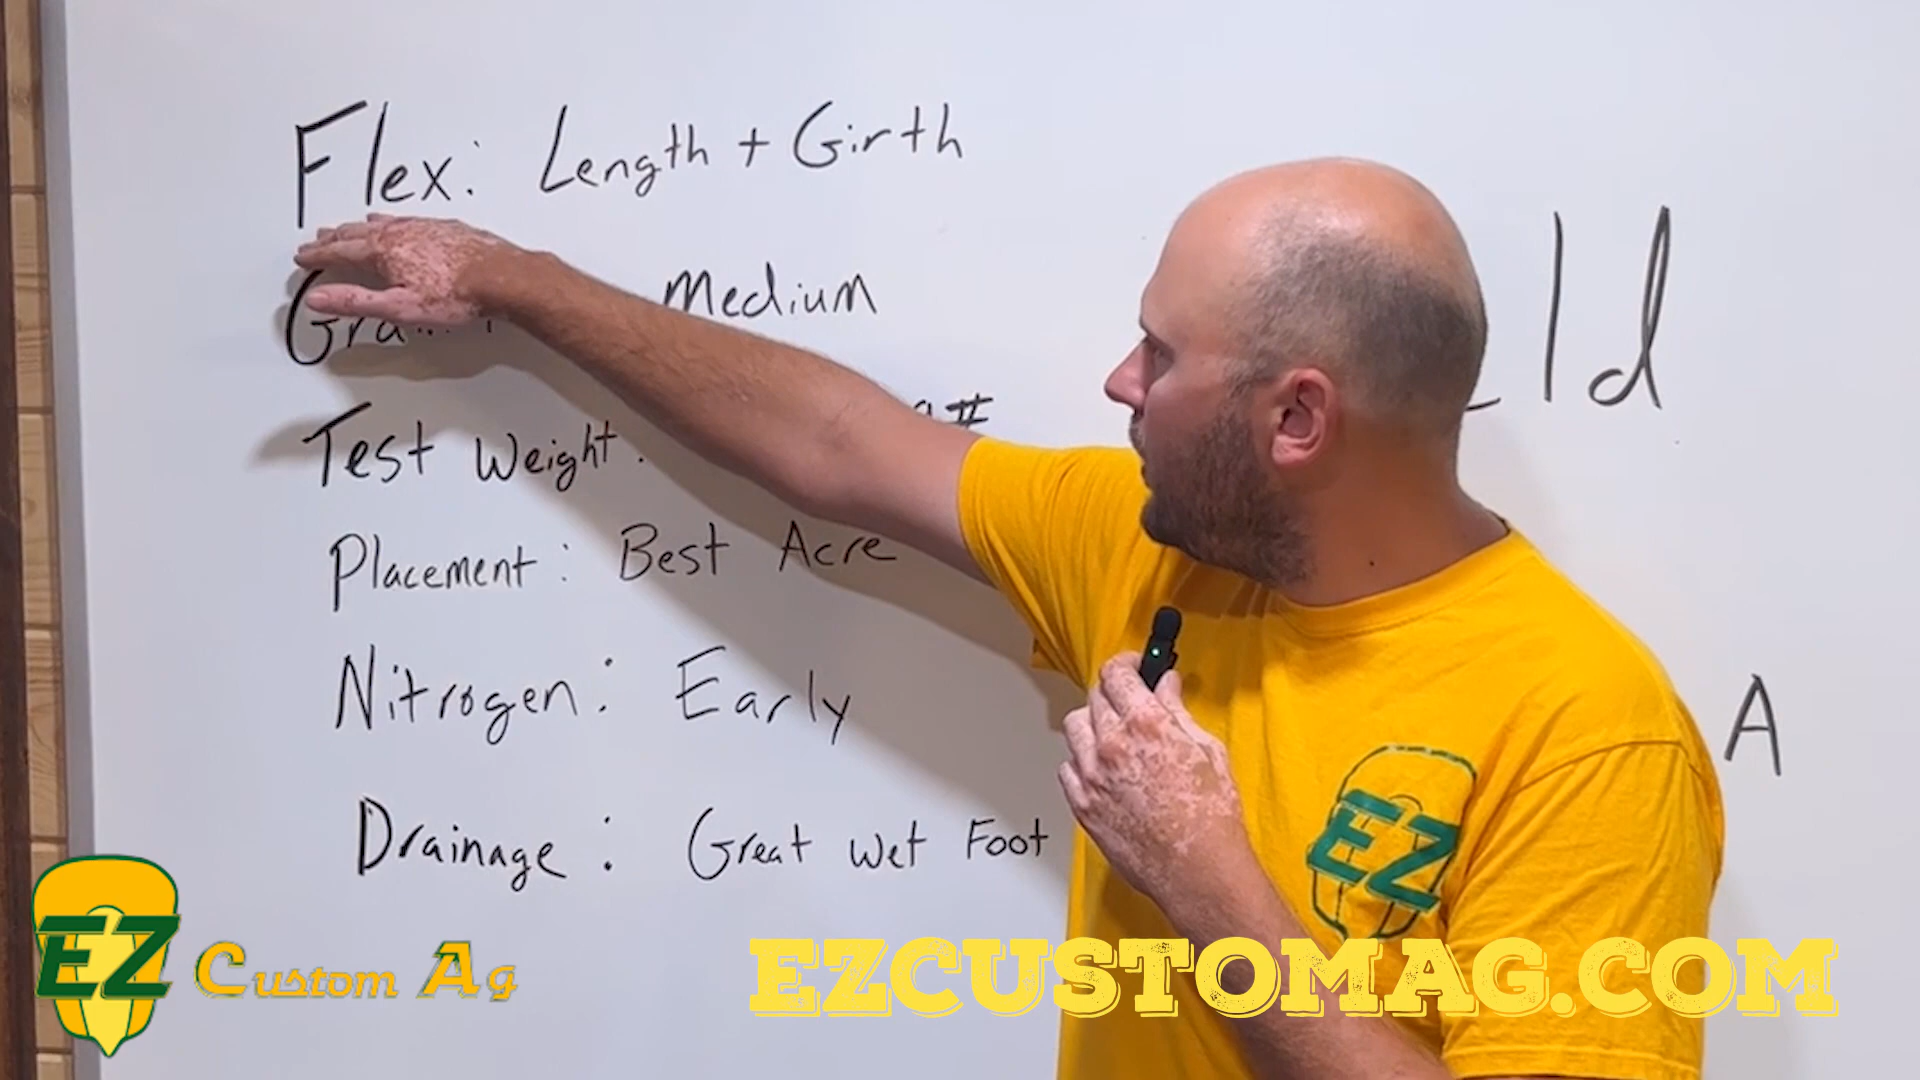 Flex: Length + Girth
Medium
Test Weight: #
Placement: Best Acre
Nitrogen: Early
Drainage: Great Wet Foot
ld
A
EZ
EZ Custom Ag
EZCUSTOMAG.COM